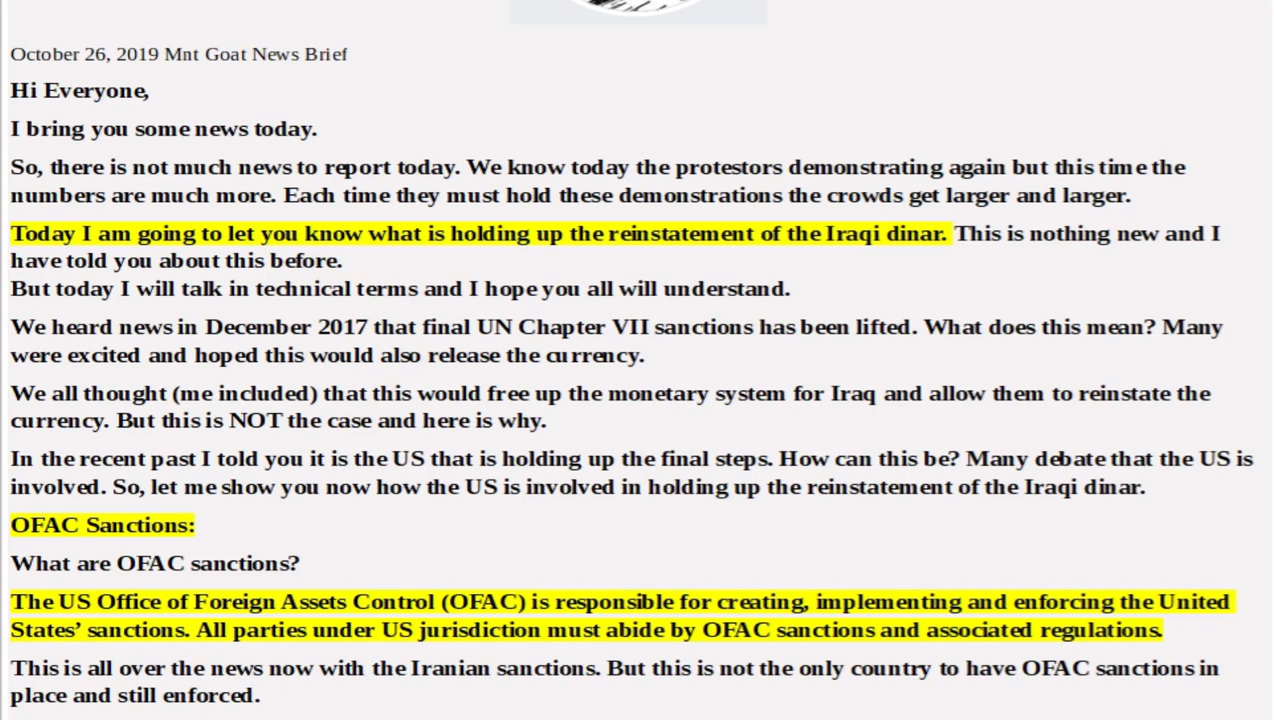 October 26, 2019 Mnt Goat News Brief
Hi Everyone,
I bring you some news today.
So, there is not much news to report today. We know today the protestors demonstrating again but this time the
numbers are much more. Each time they must hold these demonstrations the crowds get larger and larger.
Today I am going to let you know what is holding up the reinstatement of the Iraqi dinar. This is nothing new and I
have told you about this before.
But today I will talk in technical terms and I hope you all will understand.
We heard news in December 2017 that final UN Chapter VII sanctions has been lifted. What does this mean? Many
were excited and hoped this would also release the currency.
We all thought (me included) that this would free up the monetary system for Iraq and allow them to reinstate the
currency. But this is NOT the case and here is why.
In the recent past I told you it is the US that is holding up the final steps. How can this be? Many debate that the US is
involved. So, let me show you now how the US is involved in holding up the reinstatement of the Iraqi dinar.
OFAC Sanctions:
What are OFAC sanctions?
The US Office of Foreign Assets Control (OFAC) is responsible for creating, implementing and enforcing the United
States’ sanctions. All parties under US jurisdiction must abide by OFAC sanctions and associated regulations.
This is all over the news now with the Iranian sanctions. But this is not the only country to have OFAC sanctions in
place and still enforced.